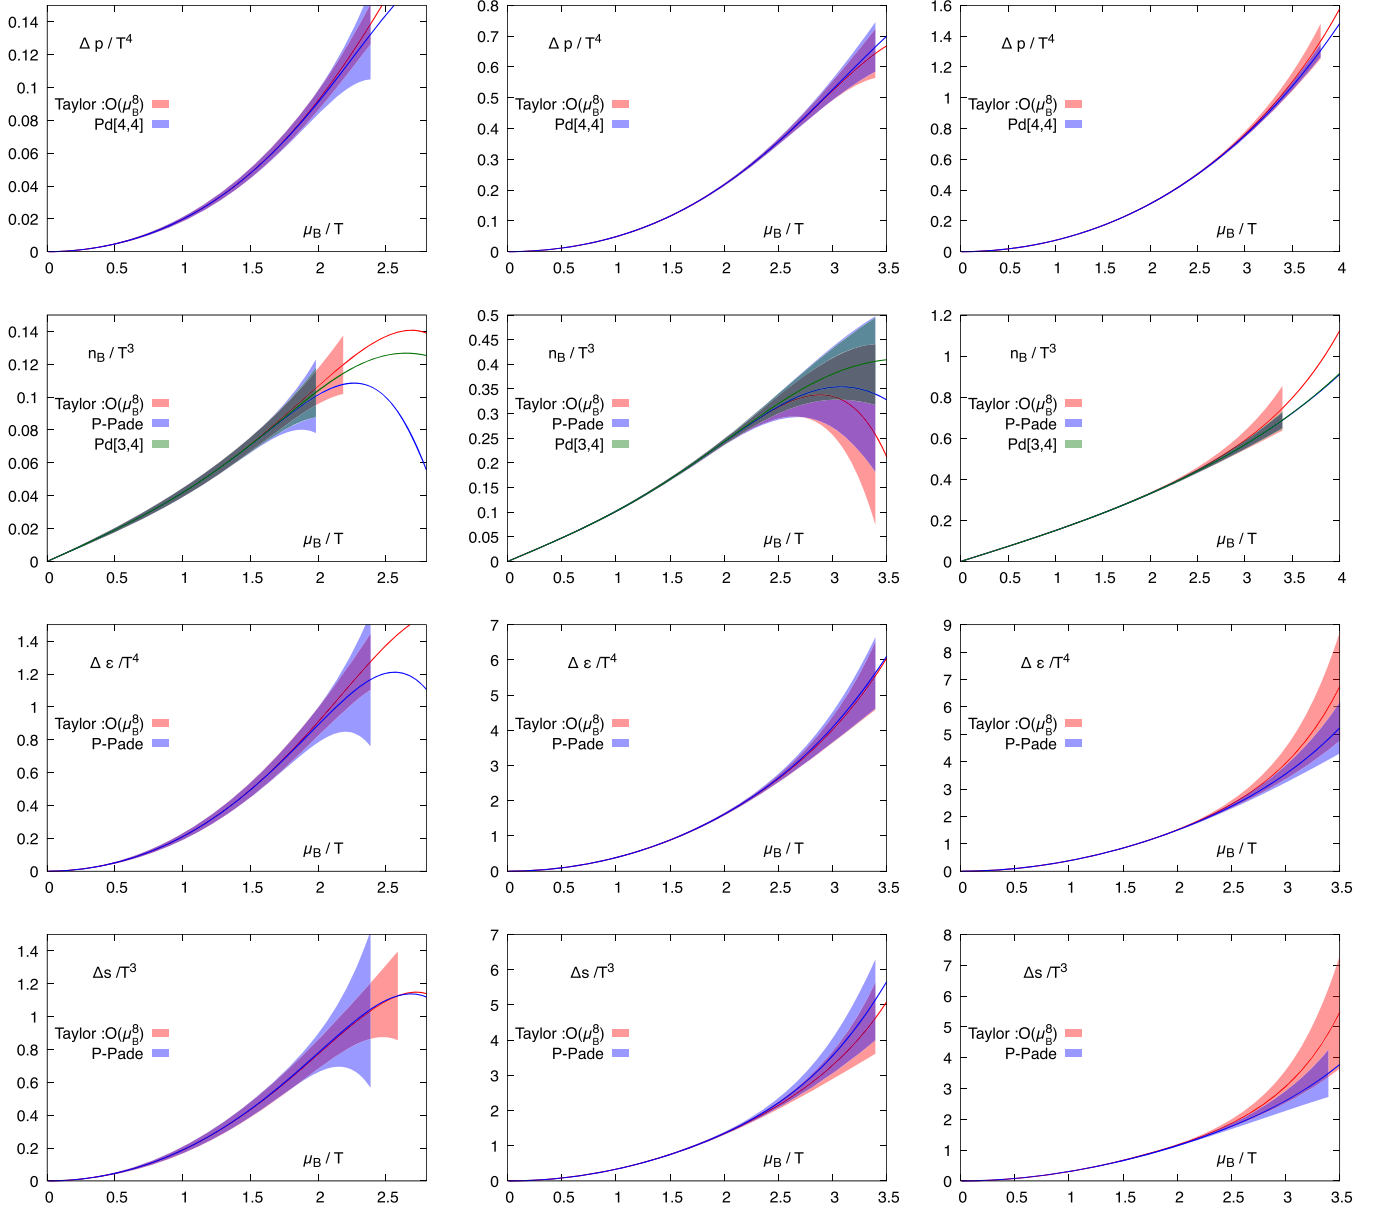 0.14
0.12
0.1
0.08
0.06
0.04
0.02
0
Δ p / T⁴
Taylor :O(μ_B⁸)
Pd[4,4]
μ_B / T
0 0.5 1 1.5 2 2.5
0.8
0.7
0.6
0.5
0.4
0.3
0.2
0.1
0
Δ p / T⁴
Taylor :O(μ_B⁸)
Pd[4,4]
μ_B / T
0 0.5 1 1.5 2 2.5 3 3.5
1.6
1.4
1.2
1
0.8
0.6
0.4
0.2
0
Δ p / T⁴
Taylor :O(μ_B⁸)
Pd[4,4]
μ_B / T
0 0.5 1 1.5 2 2.5 3 3.5 4
0.14
0.12
0.1
0.08
0.06
0.04
0.02
0
n_B / T³
Taylor :O(μ_B⁸)
P-Pade
Pd[3,4]
μ_B / T
0 0.5 1 1.5 2 2.5
0.5
0.45
0.4
0.35
0.3
0.25
0.2
0.15
0.1
0.05
0
n_B / T³
Taylor :O(μ_B⁸)
P-Pade
Pd[3,4]
μ_B / T
0 0.5 1 1.5 2 2.5 3 3.5
1.2
1
0.8
0.6
0.4
0.2
0
n_B / T³
Taylor :O(μ_B⁸)
P-Pade
Pd[3,4]
μ_B / T
0 0.5 1 1.5 2 2.5 3 3.5 4
1.4
1.2
1
0.8
0.6
0.4
0.2
0
Δ ε /T⁴
Taylor :O(μ_B⁸)
P-Pade
μ_B / T
0 0.5 1 1.5 2 2.5
7
6
5
4
3
2
1
0
Δ ε /T⁴
Taylor :O(μ_B⁸)
P-Pade
μ_B / T
0 0.5 1 1.5 2 2.5 3 3.5
9
8
7
6
5
4
3
2
1
0
Δ ε /T⁴
Taylor :O(μ_B⁸)
P-Pade
μ_B / T
0 0.5 1 1.5 2 2.5 3 3.5
1.4
1.2
1
0.8
0.6
0.4
0.2
0
Δs /T³
Taylor :O(μ_B⁸)
P-Pade
μ_B / T
0 0.5 1 1.5 2 2.5
7
6
5
4
3
2
1
0
Δs /T³
Taylor :O(μ_B⁸)
P-Pade
μ_B / T
0 0.5 1 1.5 2 2.5 3 3.5
8
7
6
5
4
3
2
1
0
Δs /T³
Taylor :O(μ_B⁸)
P-Pade
μ_B / T
0 0.5 1 1.5 2 2.5 3 3.5